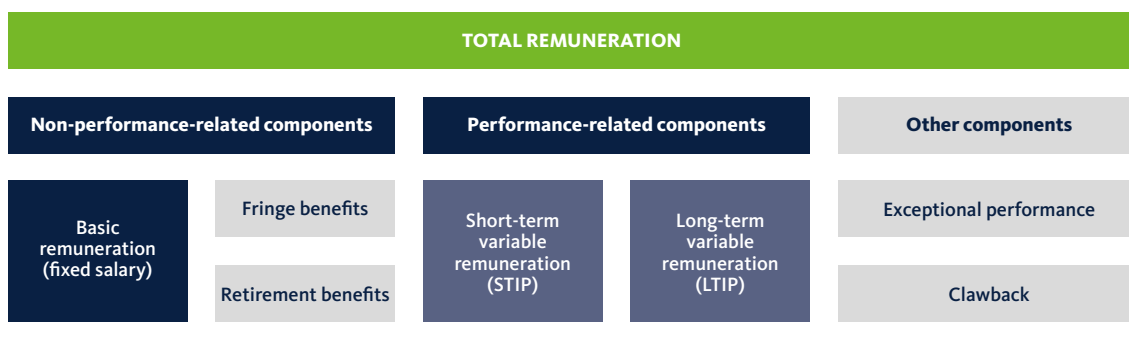 TOTAL REMUNERATION
Non-performance-related components
Performance-related components
Other components
Basic
remuneration
(fixed salary)
Fringe benefits
Retirement benefits
Short-term
variable
remuneration
(STIP)
Long-term
variable
remuneration
(LTIP)
Exceptional performance
Clawback